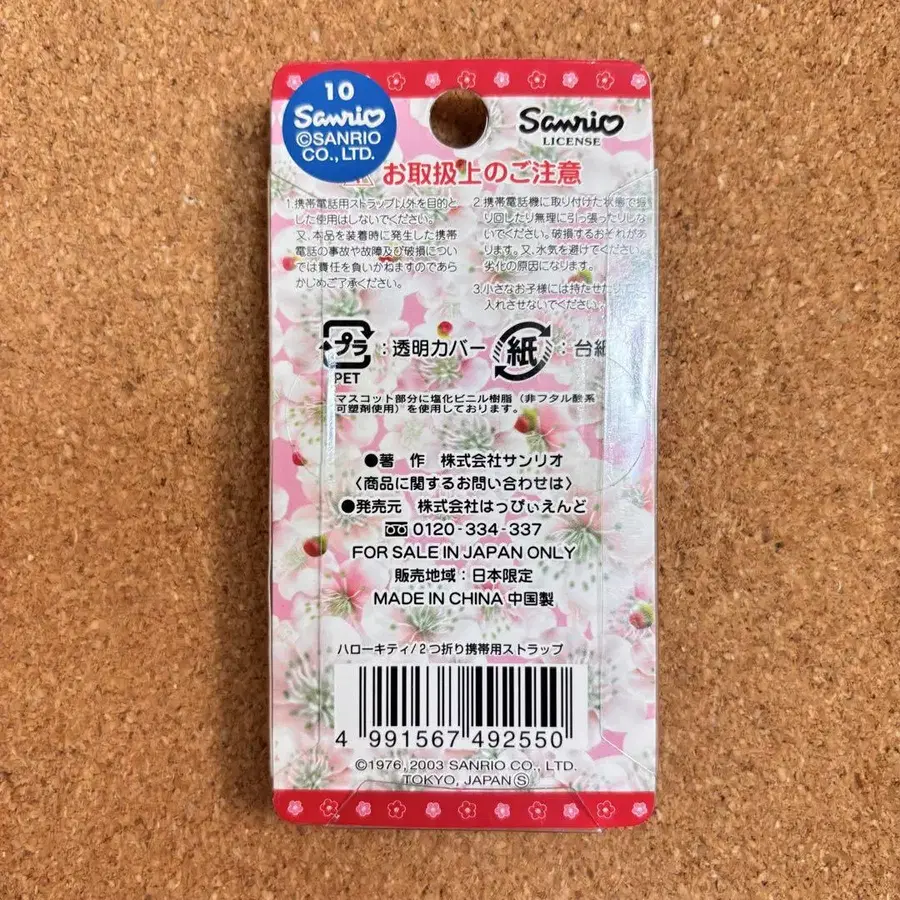 10
Sanrio
©SANRIO
CO., LTD.
Sanrio
LICENSE
お取扱上のご注意
1.携帯電話用ストラップ以外を目的と
した使用はしないでください。
又、本品を装着時に発生した携帯
電話の事故や故障及び破損につい
ては責任を負いかねますのであら
かじめご了承ください。
2.携帯電話機に取り付けた状態で振
り回したり無理に引っ張ったりしな
いでください。破損するおそれがあ
ります。又、水気を避けてください。
劣化の原因になります。
3.小さなお子様には持たせたり
入れさせないでください。
プラ
PET
:透明カバー
紙
:台紙
マスコット部分に塩化ビニル樹脂（非フタル酸系
可塑剤使用）を使用しております。
●著 作 株式会社サンリオ
〈商品に関するお問い合わせは〉
●発売元 株式会社はっぴぃえんど
0120-334-337
FOR SALE IN JAPAN ONLY
販売地域：日本限定
MADE IN CHINA 中国製
ハローキティ/2つ折り携帯用ストラップ
4 991567 492550
©1976, 2003 SANRIO CO., LTD.
TOKYO, JAPAN Ⓢ